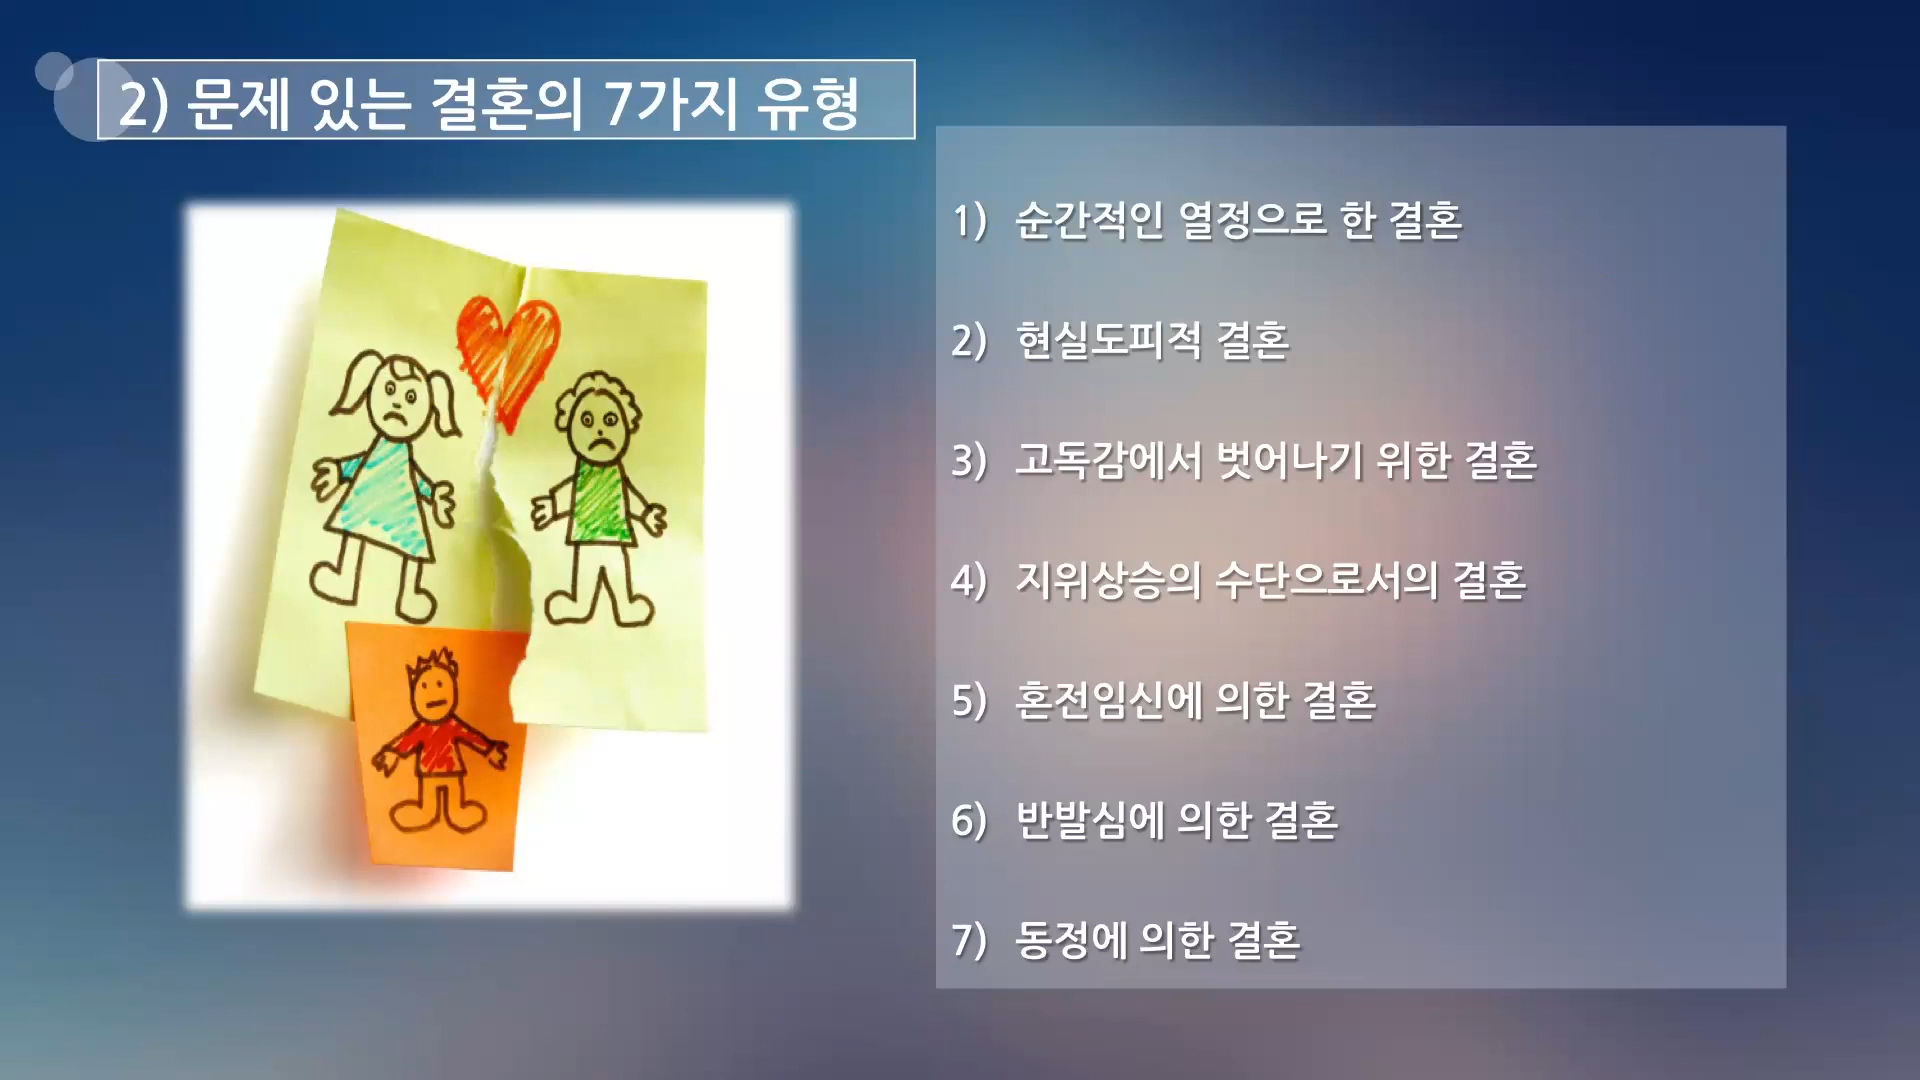 2) 문제 있는 결혼의 7가지 유형
1) 순간적인 열정으로 한 결혼
2) 현실도피적 결혼
3) 고독감에서 벗어나기 위한 결혼
4) 지위상승의 수단으로서의 결혼
5) 혼전임신에 의한 결혼
6) 반발심에 의한 결혼
7) 동정에 의한 결혼